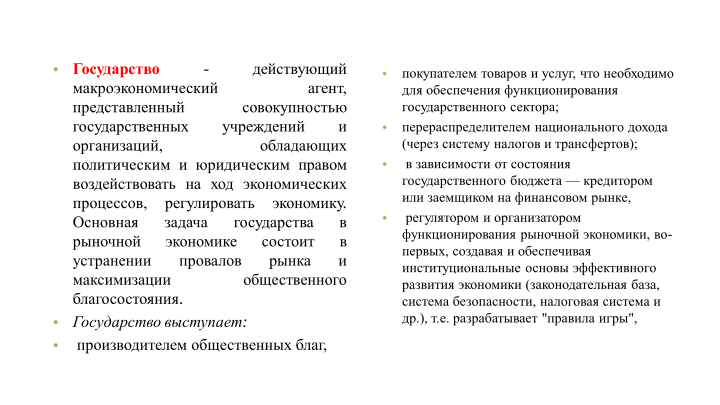 Государство - действующий
макроэкономический агент,
представленный совокупностью
государственных учреждений и
организаций, обладающих
политическим и юридическим правом
воздействовать на ход экономических
процессов, регулировать экономику.
Основная задача государства в
рыночной экономике состоит в
устранении провалов рынка и
максимизации общественного
благосостояния.
Государство выступает:
производителем общественных благ,
покупателем товаров и услуг, что необходимо
для обеспечения функционирования
государственного сектора;
перераспределителем национального дохода
(через систему налогов и трансфертов);
в зависимости от состояния
государственного бюджета — кредитором
или заемщиком на финансовом рынке,
регулятором и организатором
функционирования рыночной экономики, во-
первых, создавая и обеспечивая
институциональные основы эффективного
развития экономики (законодательная база,
система безопасности, налоговая система и
др.), т.е. разрабатывает "правила игры",